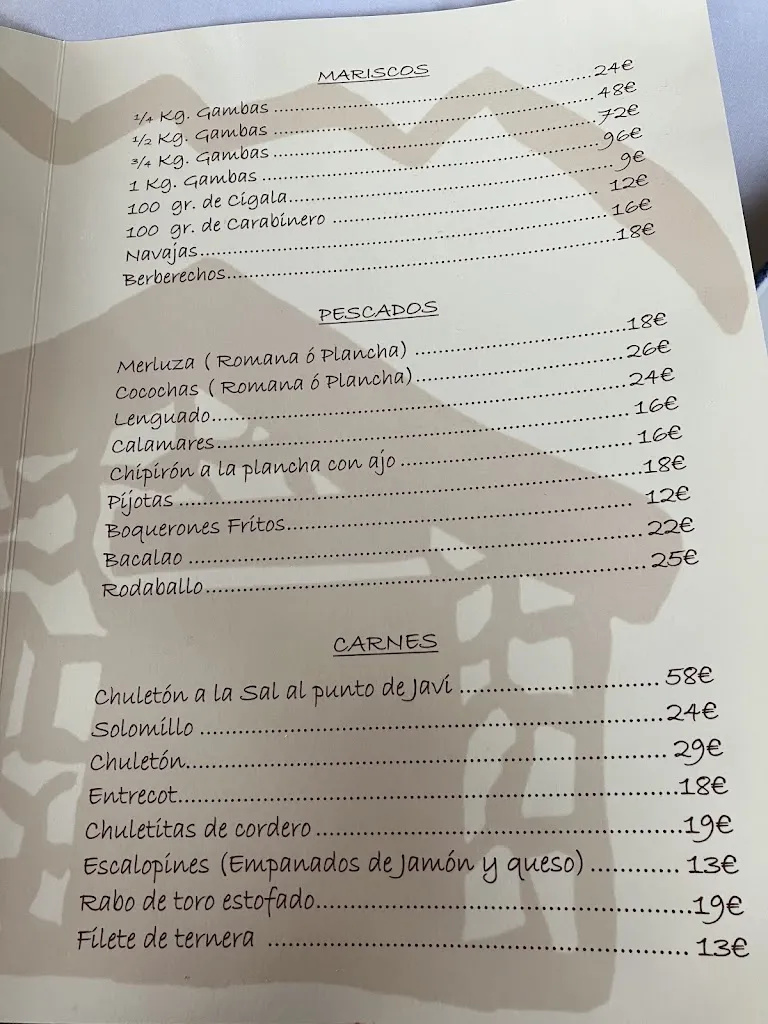 MARISCOS
1/4 Kg. Gambas ........ 24€
1/2 Kg. Gambas ........ 48€
3/4 Kg. Gambas ........ 72€
1 Kg. Gambas ........ 96€
100 gr. de Cigala ........ 9€
100 gr. de Carabinero ........ 12€
Navajas ........ 16€
Berberechos ........ 18€
PESCADOS
Merluza ( Romana ó Plancha) ........ 18€
Cocochas ( Romana ó Plancha) ........ 26€
Lenguado ........ 24€
Calamares ........ 16€
Chipirón a la plancha con ajo ........ 16€
Pijotas ........ 18€
Boquerones Fritos ........ 12€
Bacalao ........ 22€
Rodaballo ........ 25€
CARNES
Chuletón a la Sal al punto de Javi ........ 58€
Solomillo ........ 24€
Chuletón ........ 29€
Entrecot ........ 18€
Chuletitas de cordero ........ 19€
Escalopines (Empanados de Jamón y queso) ........ 13€
Rabo de toro estofado ........ 19€
Filete de ternera ........ 13€